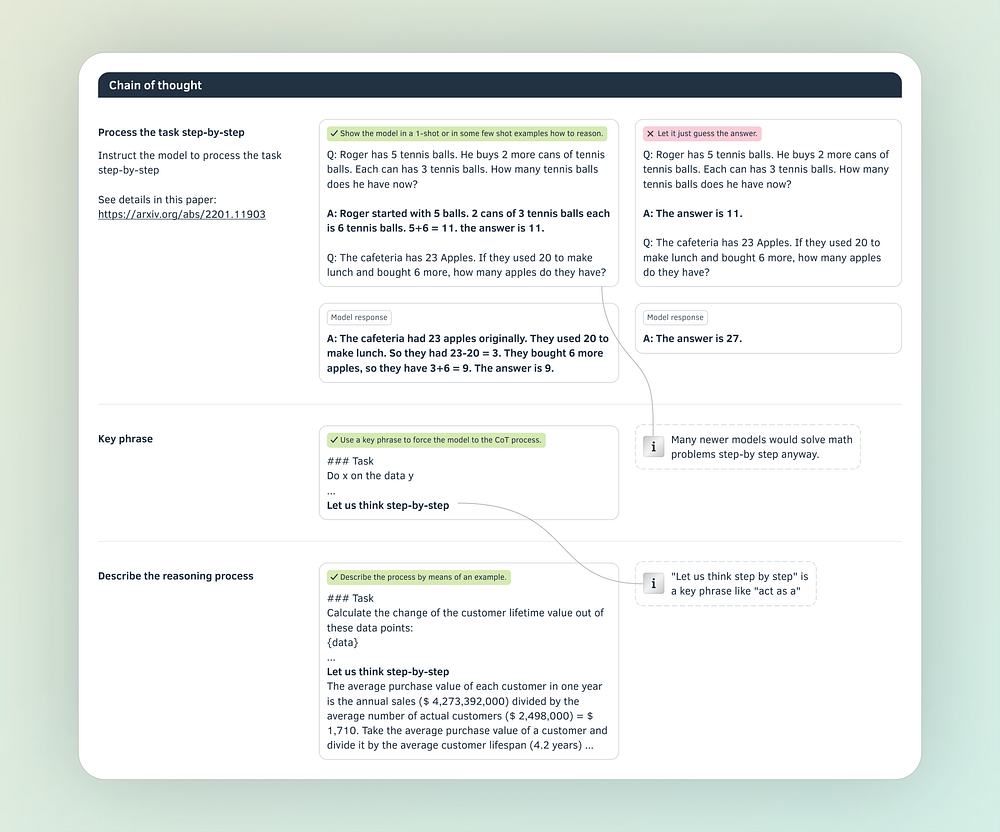 Chain of thought
Process the task step-by-step
Instruct the model to process the task
step-by-step
See details in this paper:
https://arxiv.org/abs/2201.11903
✓ Show the model in a 1-shot or in some few shot examples how to reason.
Q: Roger has 5 tennis balls. He buys 2 more cans of tennis
balls. Each can has 3 tennis balls. How many tennis balls
does he have now?
A: Roger started with 5 balls. 2 cans of 3 tennis balls each
is 6 tennis balls. 5+6 = 11. the answer is 11.
Q: The cafeteria has 23 Apples. If they used 20 to make
lunch and bought 6 more, how many apples do they have?
Model response
A: The cafeteria had 23 apples originally. They used 20 to
make lunch. So they had 23-20 = 3. They bought 6 more
apples, so they have 3+6 = 9. The answer is 9.
✕ Let it just guess the answer.
Q: Roger has 5 tennis balls. He buys 2 more cans of
tennis balls. Each can has 3 tennis balls. How many
tennis balls does he have now?
A: The answer is 11.
Q: The cafeteria has 23 Apples. If they used 20 to
make lunch and bought 6 more, how many apples
do they have?
Model response
A: The answer is 27.
Key phrase
✓ Use a key phrase to force the model to the CoT process.
### Task
Do x on the data y
...
Let us think step-by-step
i
Many newer models would solve math
problems step-by step anyway.
Describe the reasoning process
✓ Describe the process by means of an example.
### Task
Calculate the change of the customer lifetime value out of
these data points:
{data}
...
Let us think step-by-step
The average purchase value of each customer in one year
is the annual sales ($ 4,273,392,000) divided by the
average number of actual customers ($ 2,498,000) = $
1,710. Take the average purchase value of a customer and
divide it by the average customer lifespan (4.2 years) ...
i
"Let us think step by step" is
a key phrase like "act as a"